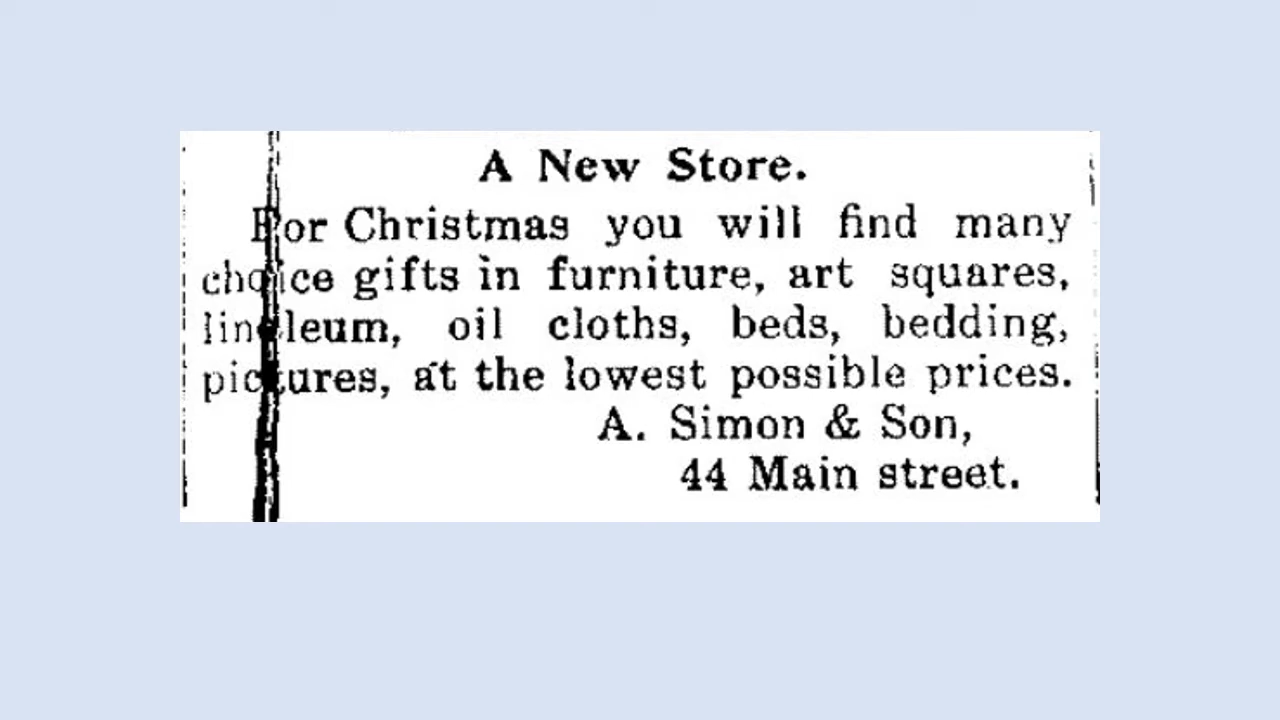 A New Store.
For Christmas you will find many
choice gifts in furniture, art squares,
linoleum, oil cloths, beds, bedding,
pictures, at the lowest possible prices.
A. Simon & Son,
44 Main street.